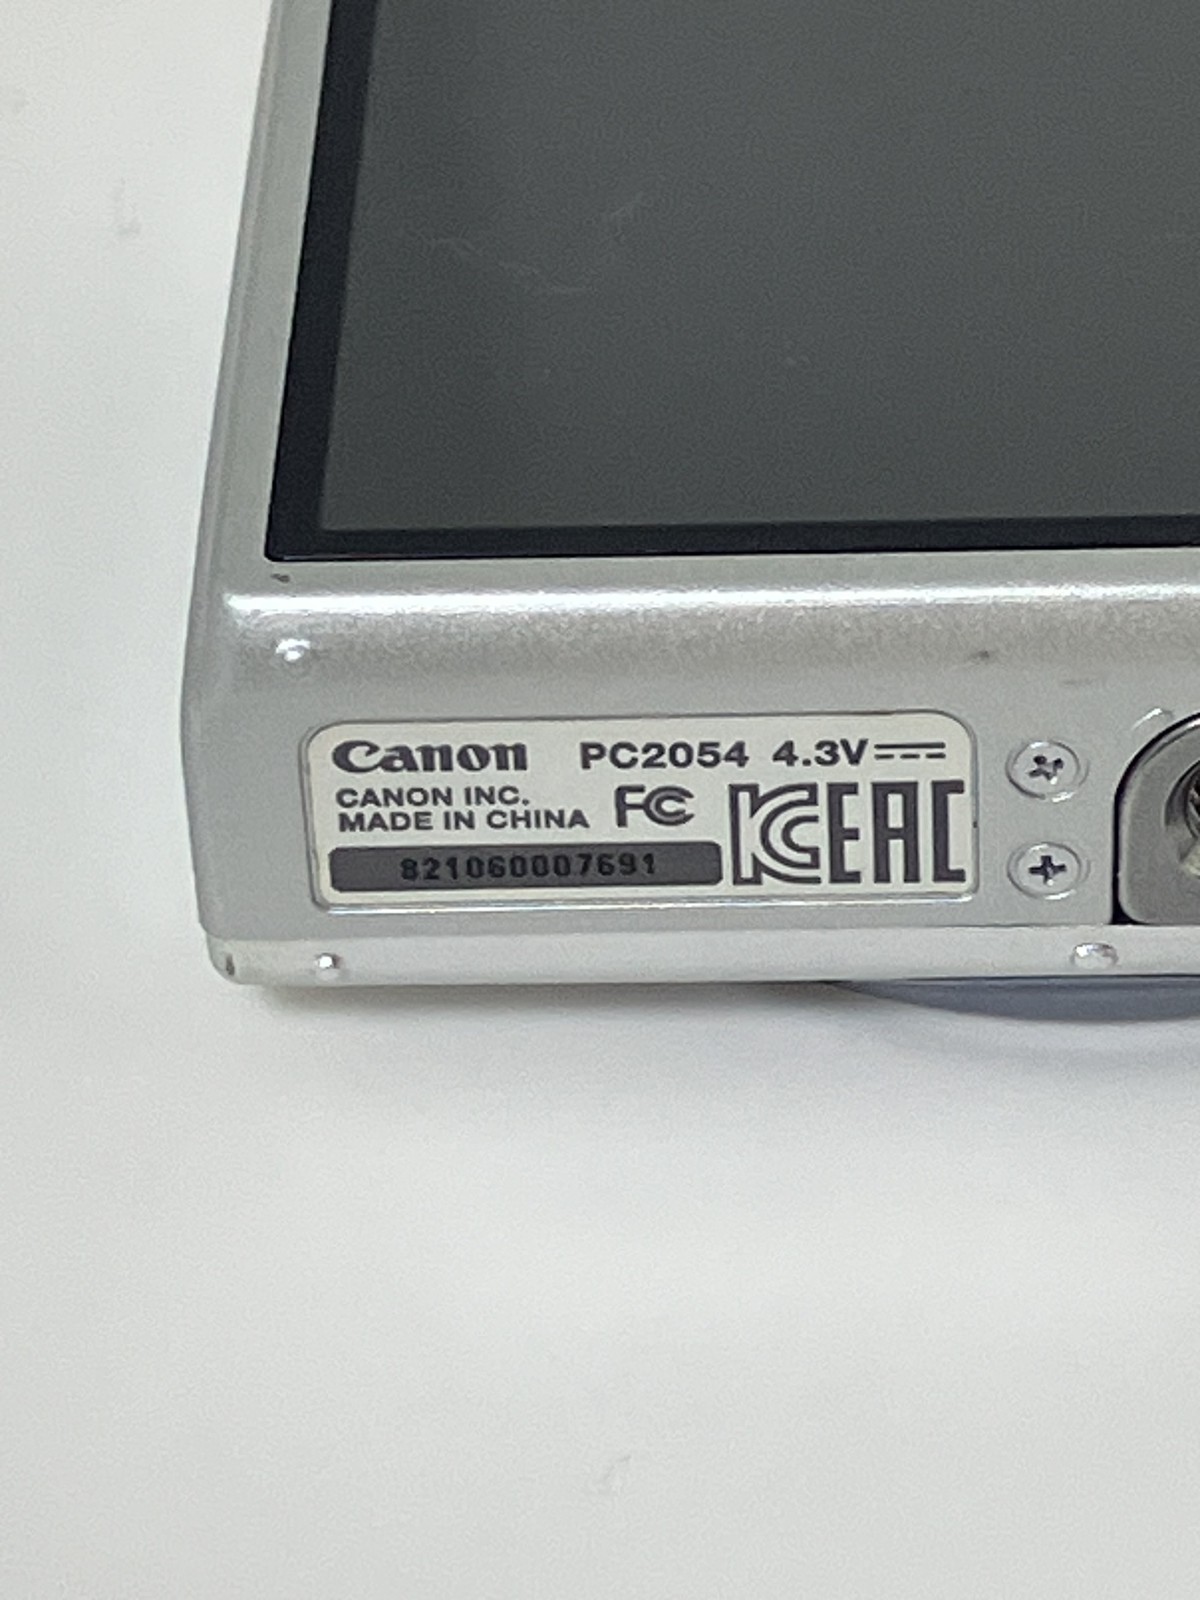 Canon PC2054 4.3V
CANON INC.
MADE IN CHINA FC
KC EAC
821060007691